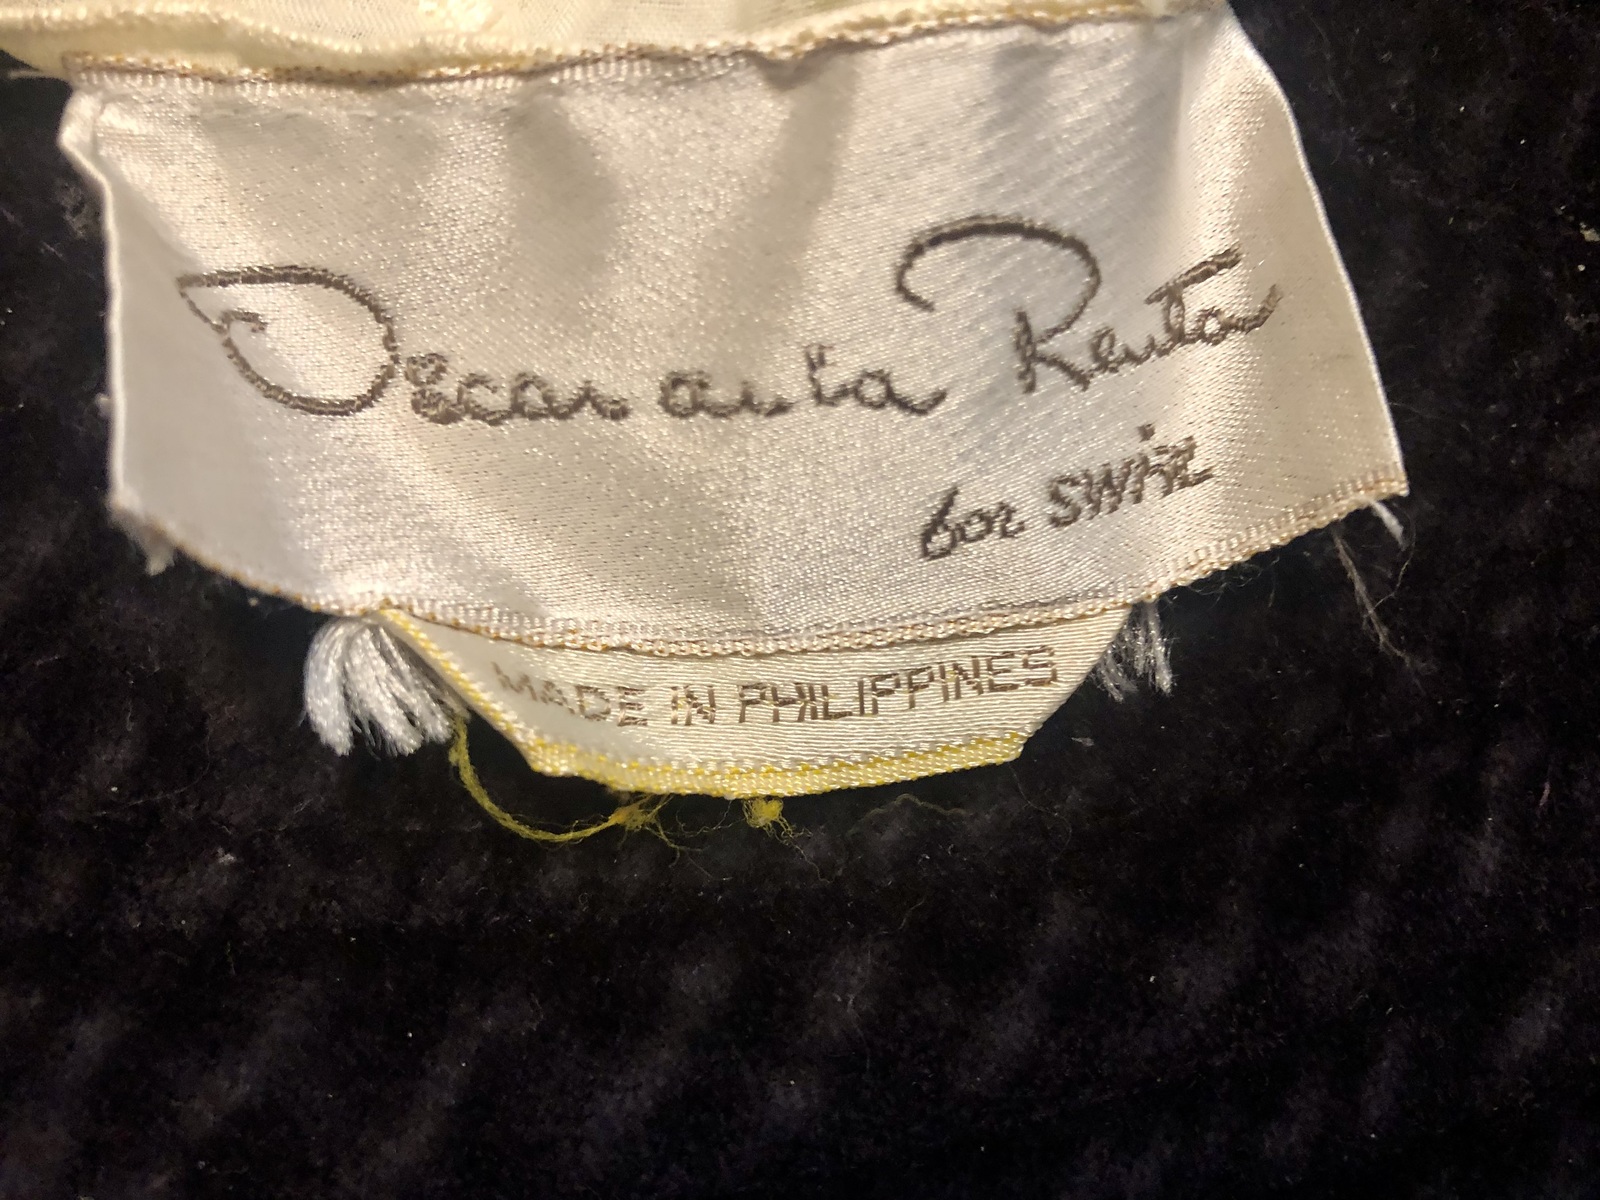 Oscar de la Renta
for SWIRL
MADE IN PHILIPPINES